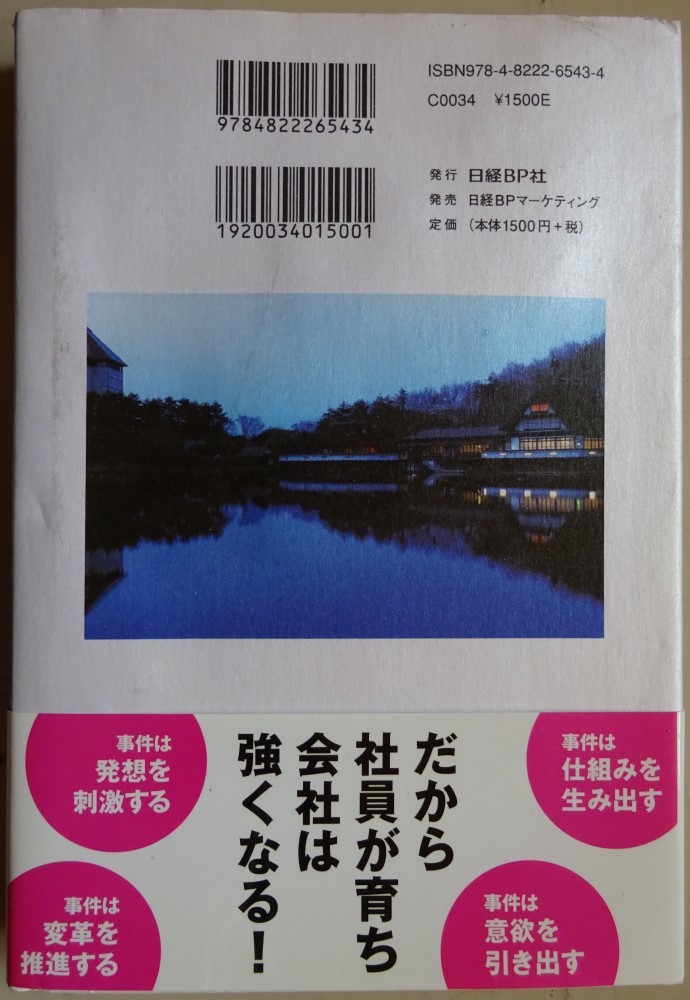 ISBN978-4-8222-6543-4
C0034 ¥1500E
9784822265434
発行 日経BP社
発売 日経BPマーケティング
定価 (本体1500円+税)
1920034015001
だから
社員が育ち
会社は
強くなる!
事件は
仕組みを
生み出す
事件は
発想を
刺激する
事件は
意欲を
引き出す
事件は
変革を
推進する